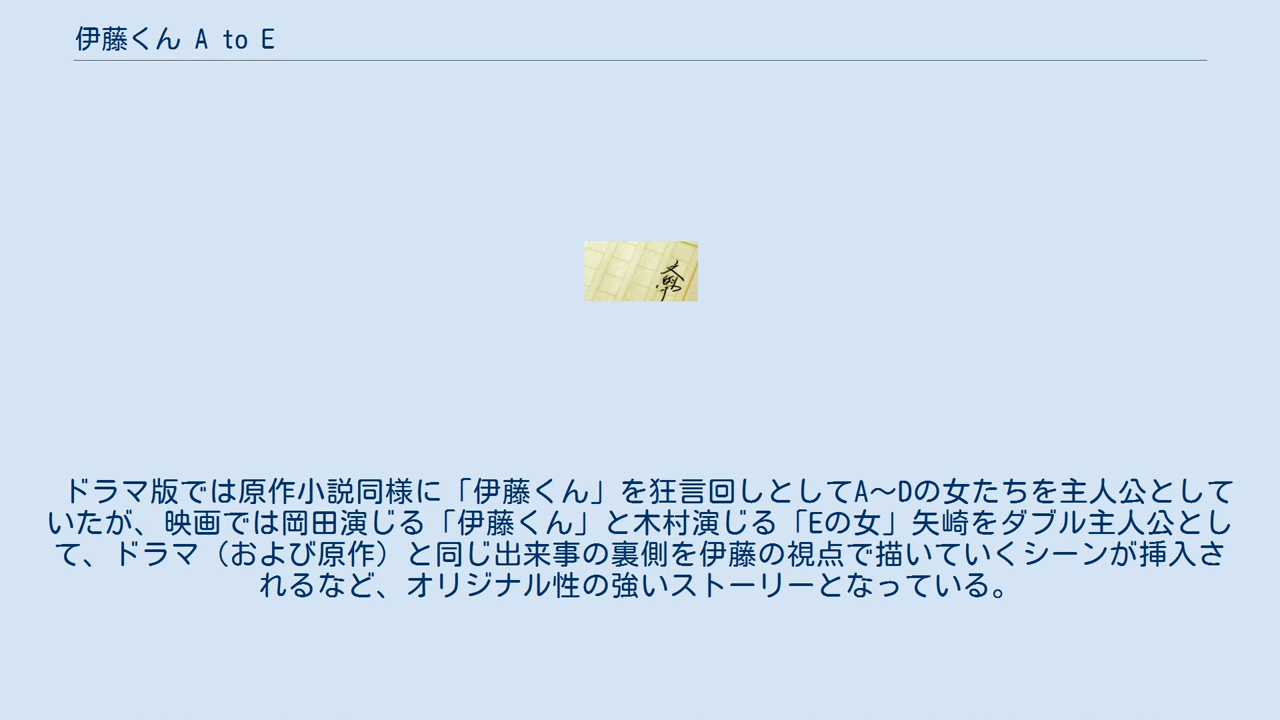 伊藤くん A to E
ドラマ版では原作小説同様に「伊藤くん」を狂言回しとしてA〜Dの女たちを主人公として
いたが、映画では岡田演じる「伊藤くん」と木村演じる「Eの女」矢崎をダブル主人公とし
て、ドラマ（および原作）と同じ出来事の裏側を伊藤の視点で描いていくシーンが挿入さ
れるなど、オリジナル性の強いストーリーとなっている。